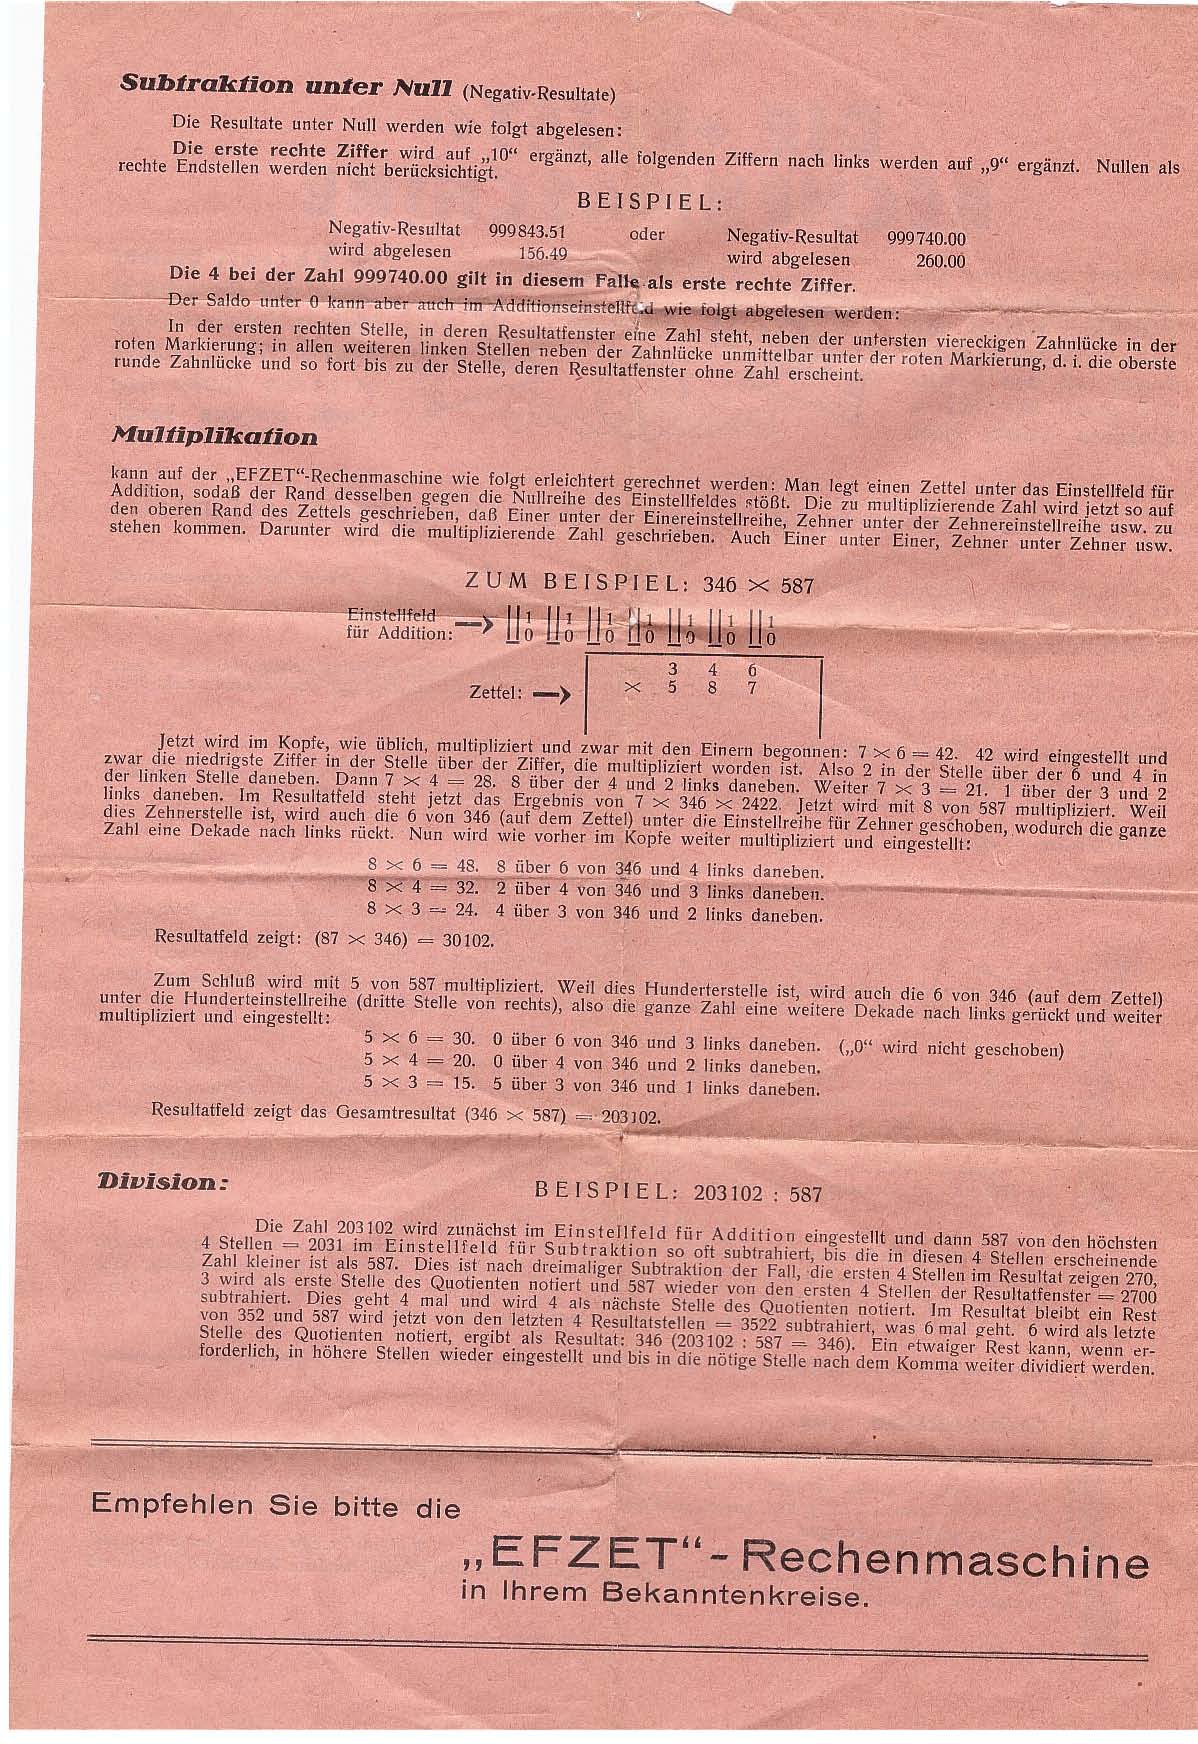 Subtraktion unter Null (Negativ-Resultate)
Die Resultate unter Null werden wie folgt abgelesen:
Die erste rechte Ziffer wird auf „10“ ergänzt, alle folgenden Ziffern nach links werden auf „9“ ergänzt. Nullen als
rechte Endstellen werden nicht berücksichtigt.
BEISPIEL:
Negativ-Resultat 999843.51 oder Negativ-Resultat 999740.00
wird abgelesen 156.49 wird abgelesen 260.00
Die 4 bei der Zahl 999740.00 gilt in diesem Falle als erste rechte Ziffer.
Der Saldo unter 0 kann aber auch im Additionseinstellfeld wie folgt abgelesen werden:
In der ersten rechten Stelle, in deren Resultatfenster eine Zahl steht, neben der untersten viereckigen Zahnlücke in der
roten Markierung; in allen weiteren linken Stellen neben der Zahnlücke unmittelbar unter der roten Markierung, d. i. die oberste
runde Zahnlücke und so fort bis zu der Stelle, deren Resultatfenster ohne Zahl erscheint.
Multiplikation
kann auf der „EFZET“-Rechenmaschine wie folgt erleichtert gerechnet werden: Man legt einen Zettel unter das Einstellfeld für
Addition, sodaß der Rand desselben gegen die Nullreihe des Einstellfeldes stößt. Die zu multiplizierende Zahl wird jetzt so auf
den oberen Rand des Zettels geschrieben, daß Einer unter der Einereinstellreihe, Zehner unter der Zehnereinstellreihe usw. zu
stehen kommen. Darunter wird die multiplizierende Zahl geschrieben. Auch Einer unter Einer, Zehner unter Zehner usw.
ZUM BEISPIEL: 346 × 587
Einstellfeld 1 1 1 1 1 1 1
für Addition: 0 0 0 0 0 0 0
3 4 6
Zettel: × 5 8 7
Jetzt wird im Kopfe, wie üblich, multipliziert und zwar mit den Einern begonnen: 7 × 6 = 42. 42 wird eingestellt und
zwar die niedrigste Ziffer in der Stelle über der Ziffer, die multipliziert worden ist. Also 2 in der Stelle über der 6 und 4 in
der linken Stelle daneben. Dann 7 × 4 = 28. 8 über der 4 und 2 links daneben. Weiter 7 × 3 = 21. 1 über der 3 und 2
links daneben. Im Resultatfeld steht jetzt das Ergebnis von 7 × 346 × 2422. Jetzt wird mit 8 von 587 multipliziert. Weil
dies Zehnerstelle ist, wird auch die 6 von 346 (auf dem Zettel) unter die Einstellreihe für Zehner geschoben, wodurch die ganze
Zahl eine Dekade nach links rückt. Nun wird wie vorher im Kopfe weiter multipliziert und eingestellt:
8 × 6 = 48. 8 über 6 von 346 und 4 links daneben.
8 × 4 = 32. 2 über 4 von 346 und 3 links daneben.
8 × 3 = 24. 4 über 3 von 346 und 2 links daneben.
Resultatfeld zeigt: (87 × 346) = 30102.
Zum Schluß wird mit 5 von 587 multipliziert. Weil dies Hunderterstelle ist, wird auch die 6 von 346 (auf dem Zettel)
unter die Hunderteinstellreihe (dritte Stelle von rechts), also die ganze Zahl eine weitere Dekade nach links gerückt und weiter
multipliziert und eingestellt:
5 × 6 = 30. 0 über 6 von 346 und 3 links daneben. („0“ wird nicht geschoben)
5 × 4 = 20. 0 über 4 von 346 und 2 links daneben.
5 × 3 = 15. 5 über 3 von 346 und 1 links daneben.
Resultatfeld zeigt das Gesamtresultat (346 × 587) = 203102.
Division:
BEISPIEL: 203102 : 587
Die Zahl 203102 wird zunächst im Einstellfeld für Addition eingestellt und dann 587 von den höchsten
4 Stellen = 2031 im Einstellfeld für Subtraktion so oft subtrahiert, bis die in diesen 4 Stellen erscheinende
Zahl kleiner ist als 587. Dies ist nach dreimaliger Subtraktion der Fall, die ersten 4 Stellen im Resultat zeigen 270,
3 wird als erste Stelle des Quotienten notiert und 587 wieder von den ersten 4 Stellen der Resultatfenster = 2700
subtrahiert. Dies geht 4 mal und wird 4 als nächste Stelle des Quotienten notiert. Im Resultat bleibt ein Rest
von 352 und 587 wird jetzt von den letzten 4 Resultatstellen = 3522 subtrahiert, was 6 mal geht. 6 wird als letzte
Stelle des Quotienten notiert, ergibt als Resultat: 346 (203102 : 587 = 346). Ein etwaiger Rest kann, wenn er-
forderlich, in höhere Stellen wieder eingestellt und bis in die nötige Stelle nach dem Komma weiter dividiert werden.
Empfehlen Sie bitte die
„EFZET“-Rechenmaschine
in Ihrem Bekanntenkreise.